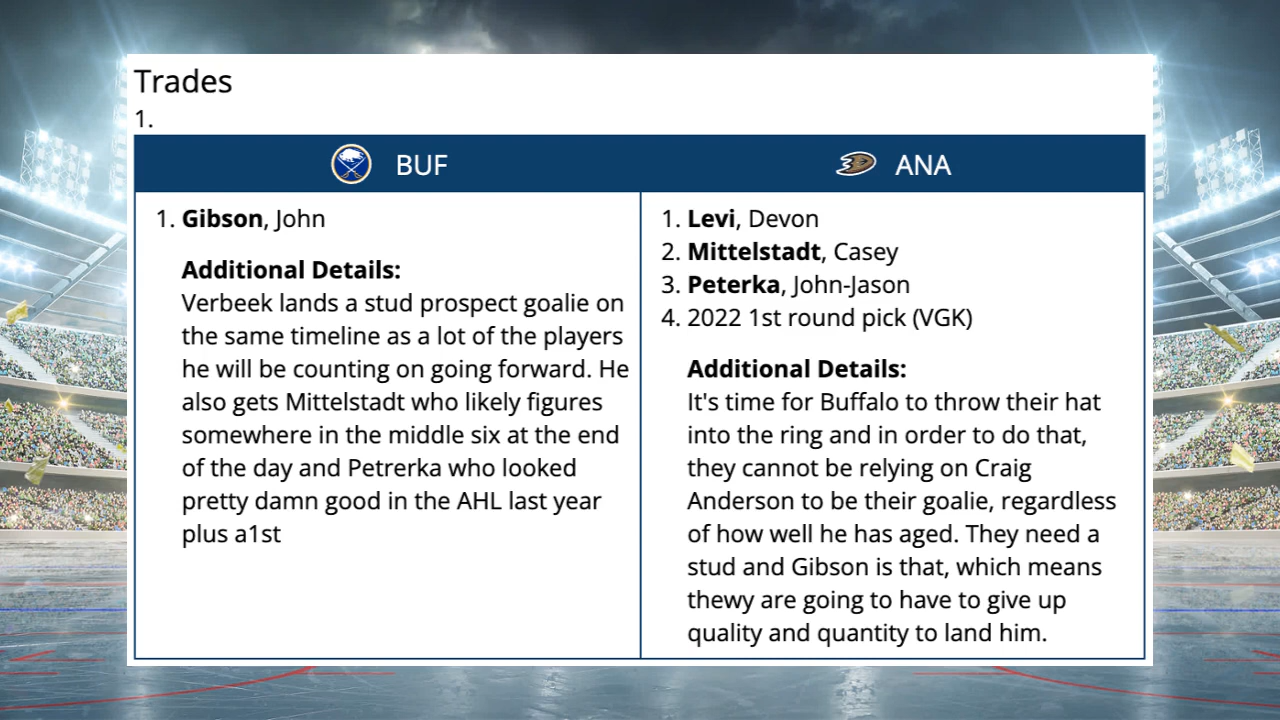 Trades
1.
BUF
ANA
1. Gibson, John
Additional Details:
Verbeek lands a stud prospect goalie on
the same timeline as a lot of the players
he will be counting on going forward. He
also gets Mittelstadt who likely figures
somewhere in the middle six at the end
of the day and Petrerka who looked
pretty damn good in the AHL last year
plus a1st
1. Levi, Devon
2. Mittelstadt, Casey
3. Peterka, John-Jason
4. 2022 1st round pick (VGK)
Additional Details:
It's time for Buffalo to throw their hat
into the ring and in order to do that,
they cannot be relying on Craig
Anderson to be their goalie, regardless
of how well he has aged. They need a
stud and Gibson is that, which means
thewy are going to have to give up
quality and quantity to land him.